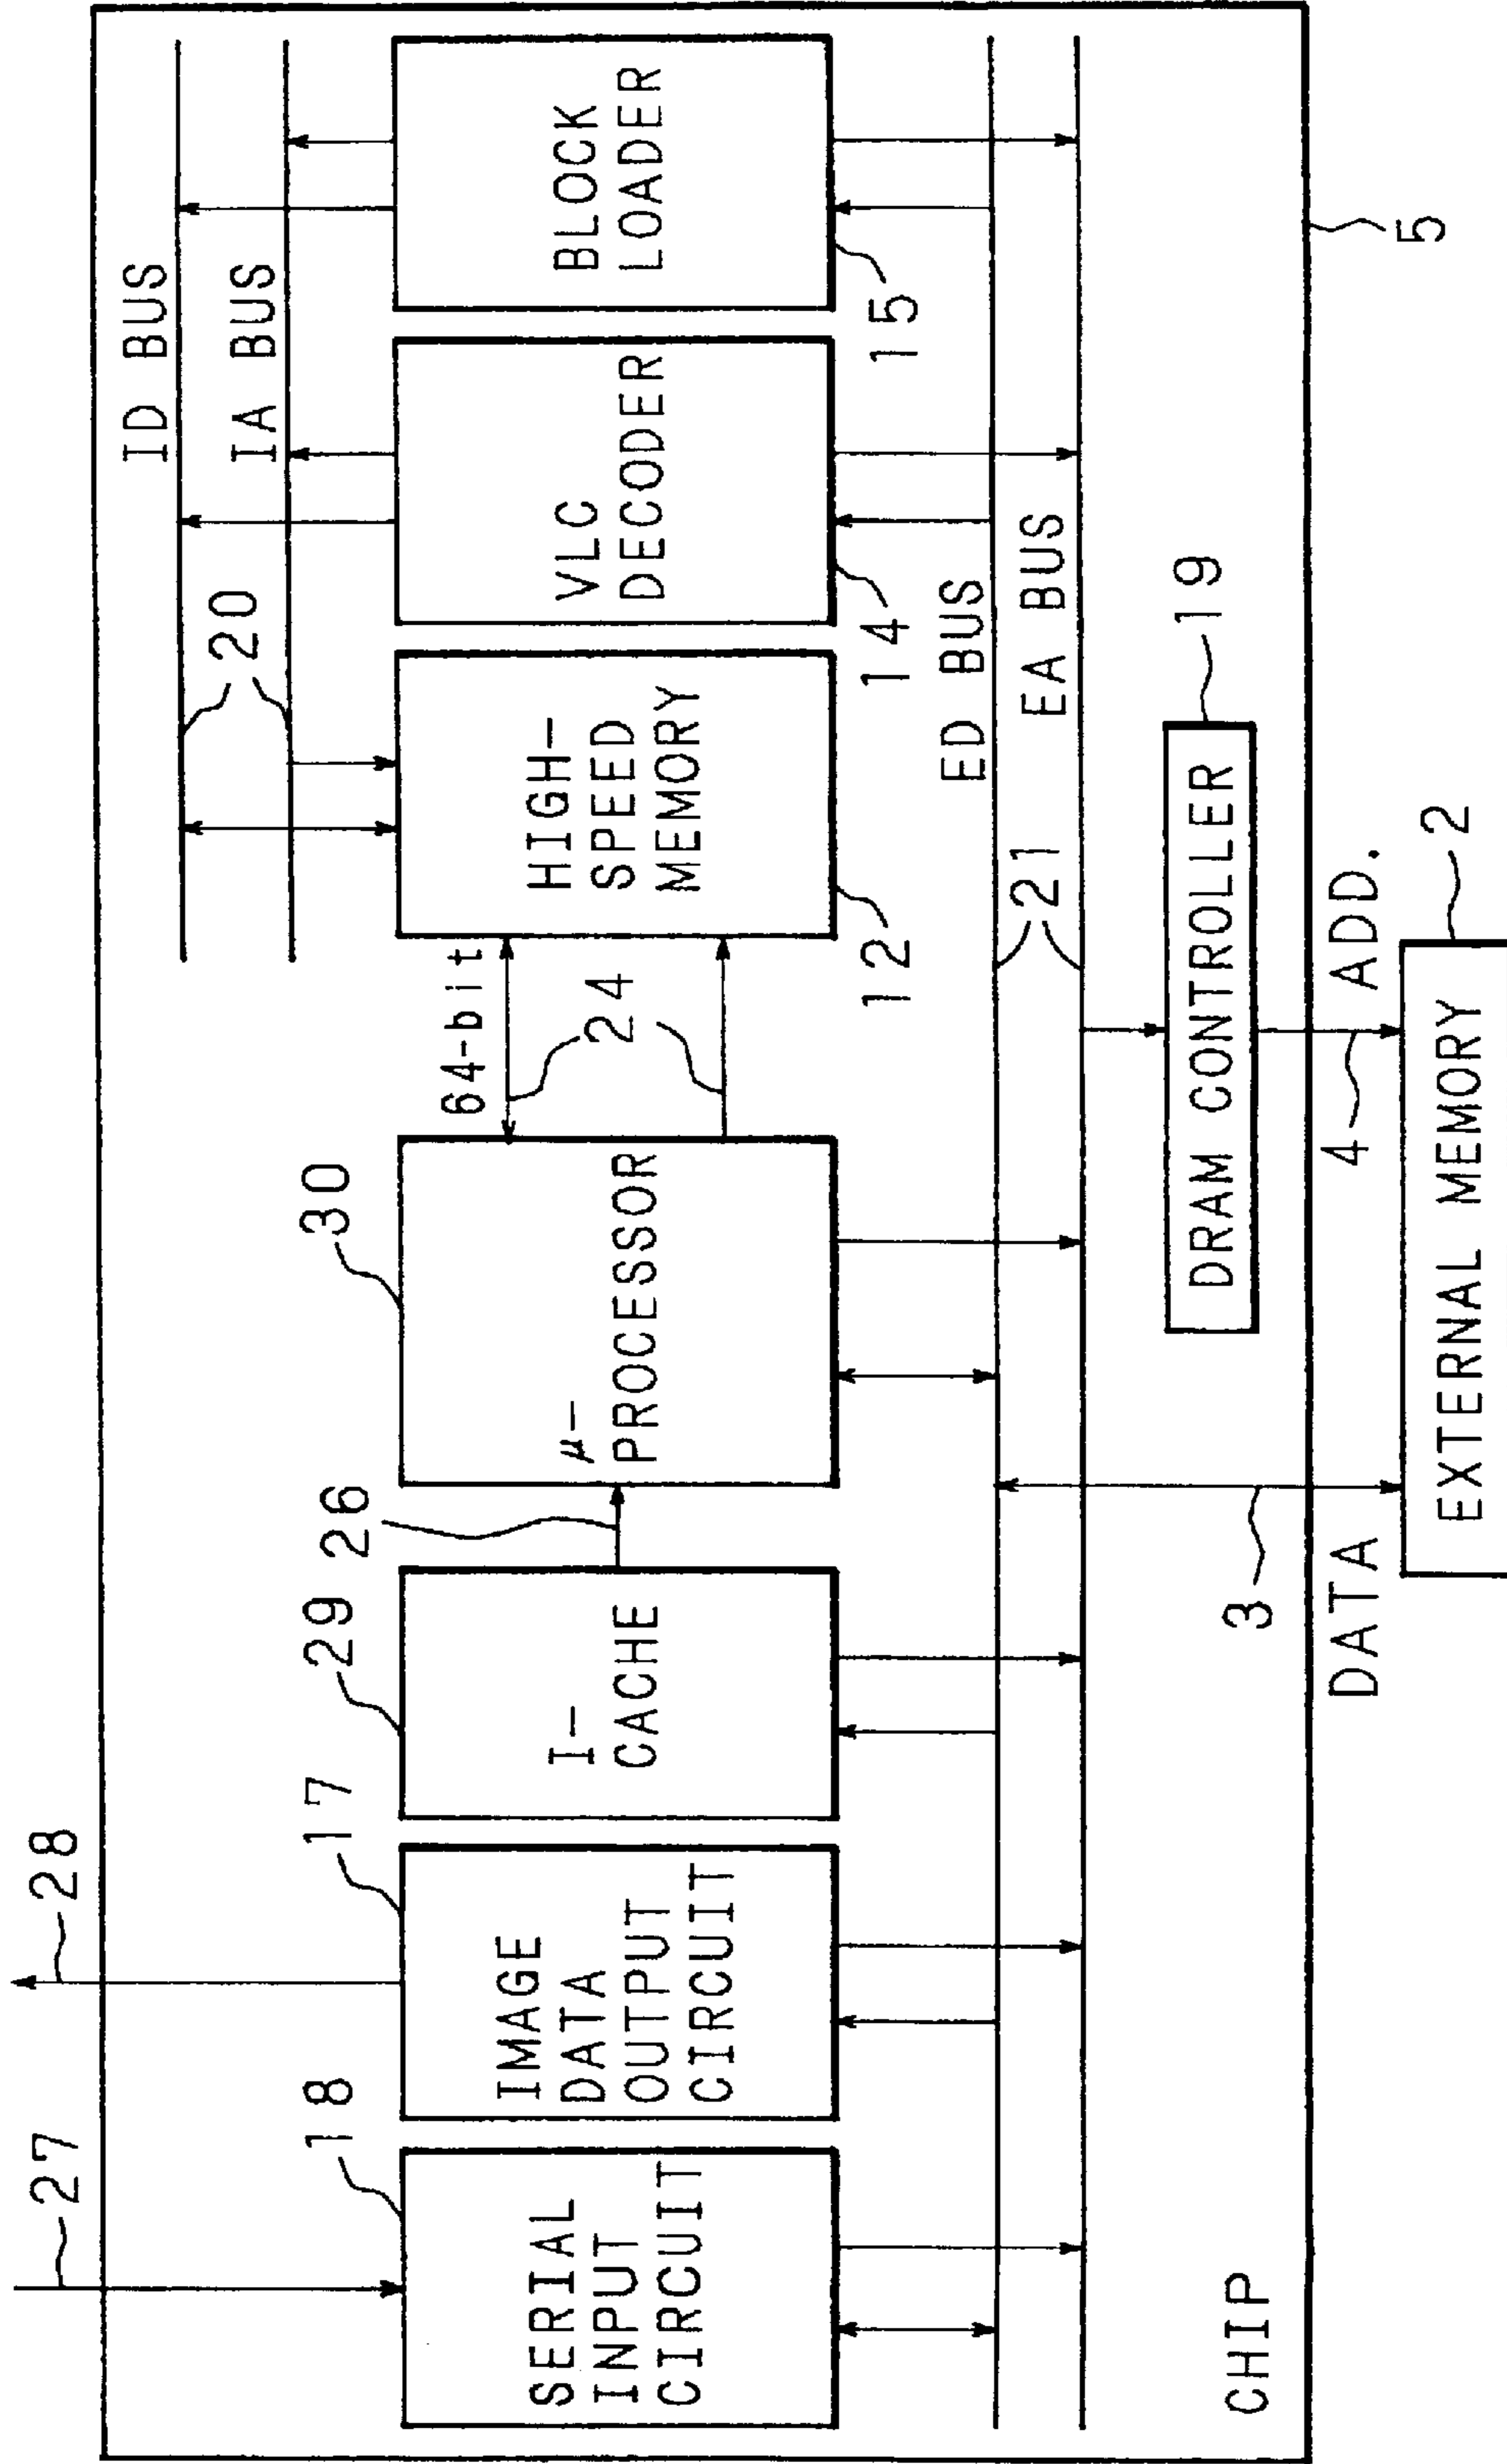 27
28
18
17
29
26
30
SERIAL
INPUT
CIRCUIT
IMAGE
DATA
OUTPUT
CIRCUIT
I-
CACHE
μ-
PROCESSOR
64-bit
24
HIGH-
SPEED
MEMORY
12
20
ID BUS
IA BUS
VLC
DECODER
14
BLOCK
LOADER
15
ED BUS
EA BUS
21
DRAM CONTROLLER
19
CHIP
5
3
DATA
4
ADD.
EXTERNAL MEMORY
2